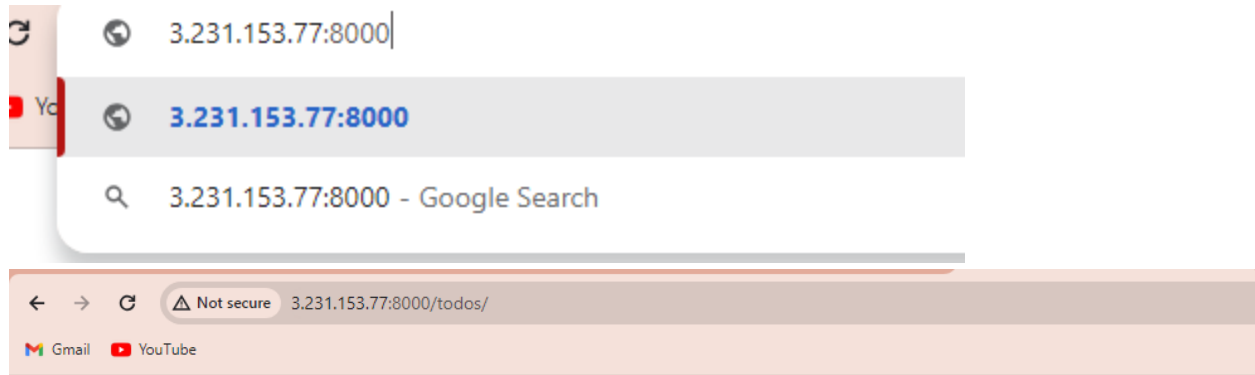 3.231.153.77:8000
Yo
3.231.153.77:8000
3.231.153.77:8000 - Google Search
Not secure 3.231.153.77:8000/todos/
Gmail YouTube